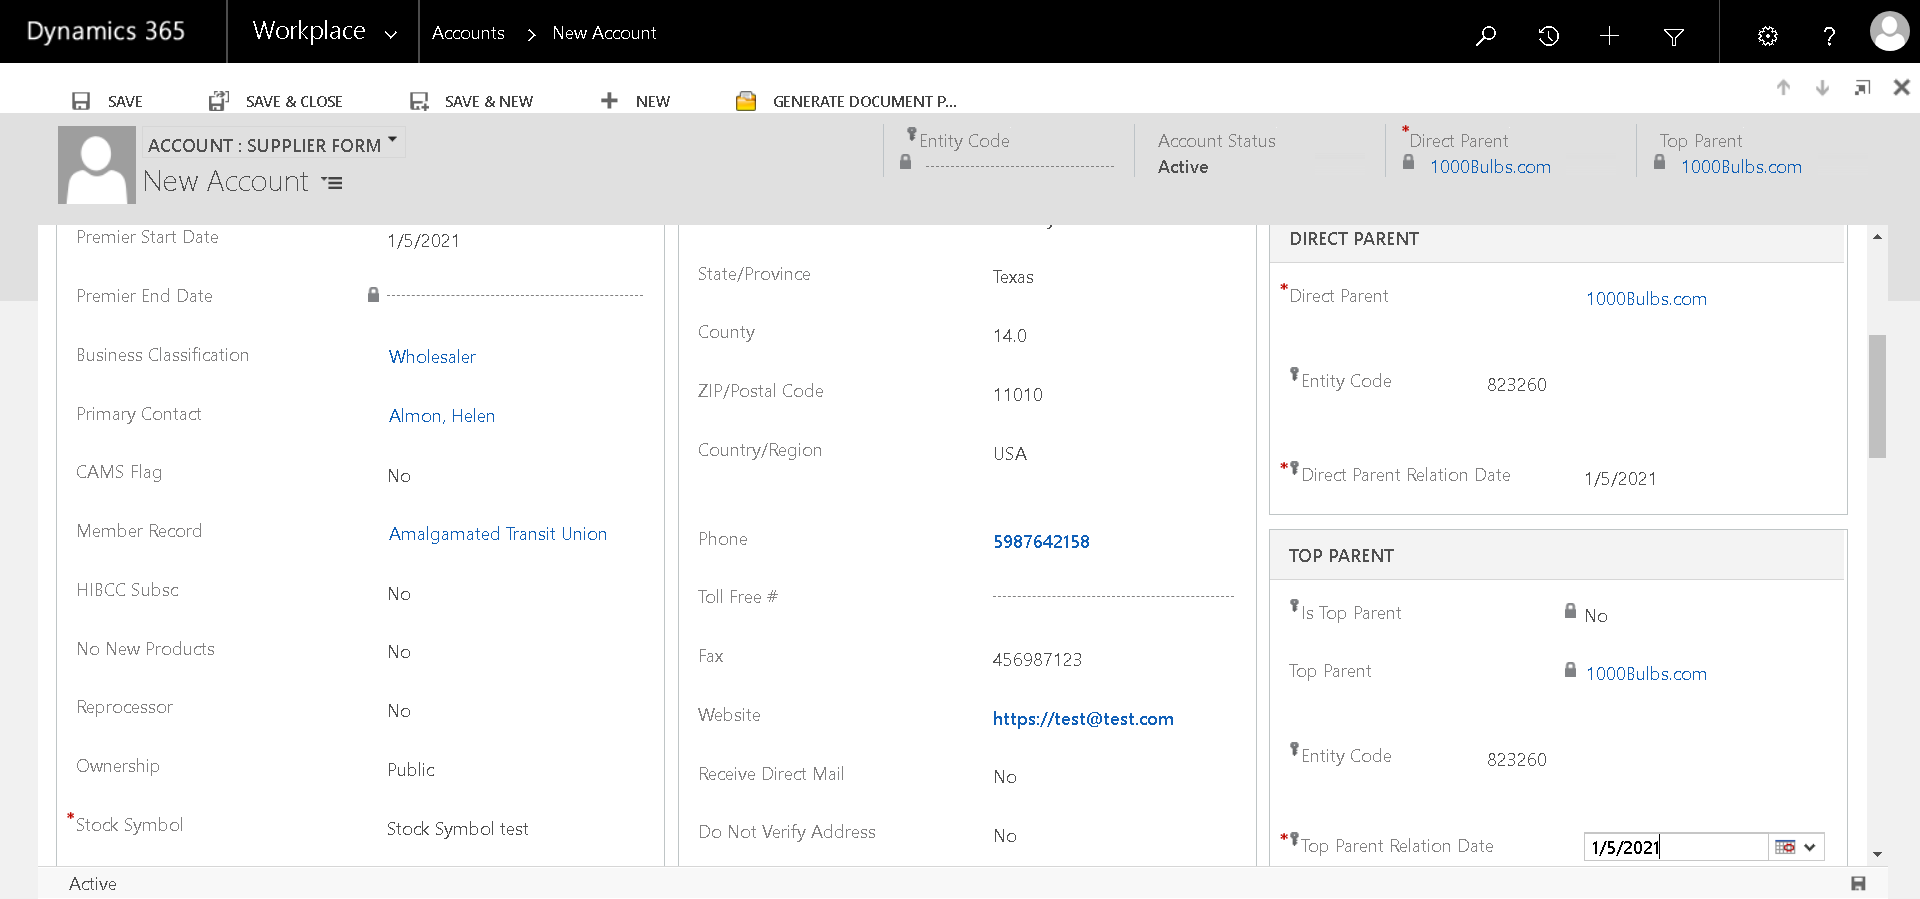 Dynamics 365
Workplace
Accounts > New Account
SAVE
SAVE & CLOSE
SAVE & NEW
NEW
GENERATE DOCUMENT P...
ACCOUNT : SUPPLIER FORM
New Account
Entity Code
Account Status
Active
*Direct Parent
1000Bulbs.com
Top Parent
1000Bulbs.com
Premier Start Date 1/5/2021
Premier End Date
Business Classification Wholesaler
Primary Contact Almon, Helen
CAMS Flag No
Member Record Amalgamated Transit Union
HIBCC Subsc No
No New Products No
Reprocessor No
Ownership Public
*Stock Symbol Stock Symbol test
State/Province Texas
County 14.0
ZIP/Postal Code 11010
Country/Region USA
Phone 5987642158
Toll Free #
Fax 456987123
Website https://test@test.com
Receive Direct Mail No
Do Not Verify Address No
DIRECT PARENT
*Direct Parent 1000Bulbs.com
Entity Code 823260
*Direct Parent Relation Date 1/5/2021
TOP PARENT
Is Top Parent No
Top Parent 1000Bulbs.com
Entity Code 823260
*Top Parent Relation Date 1/5/2021
Active